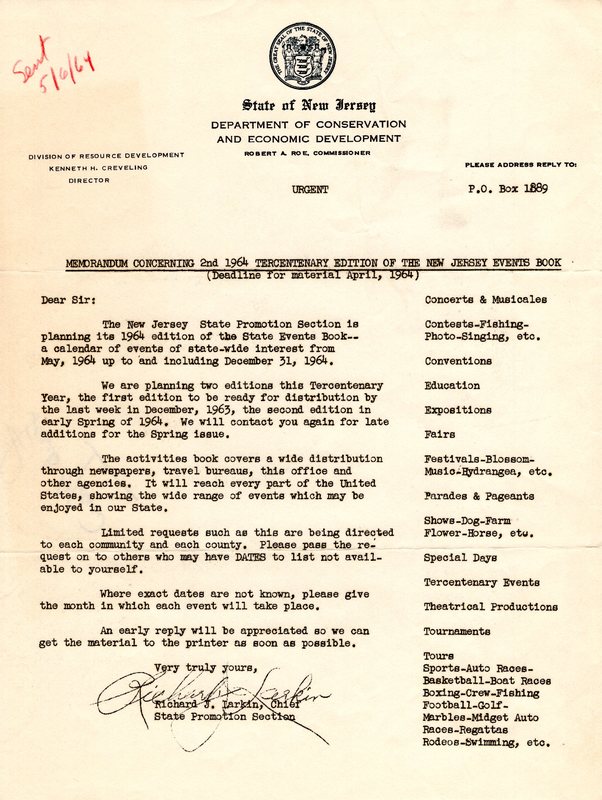 Sent
5/6/64
THE GREAT SEAL OF THE STATE OF NEW JERSEY
State of New Jersey
DEPARTMENT OF CONSERVATION
AND ECONOMIC DEVELOPMENT
ROBERT A. ROE, COMMISSIONER
DIVISION OF RESOURCE DEVELOPMENT
KENNETH H. CREVELING
DIRECTOR
PLEASE ADDRESS REPLY TO:
URGENT
P.O. Box 1889
MEMORANDUM CONCERNING 2nd 1964 TERCENTENARY EDITION OF THE NEW JERSEY EVENTS BOOK
(Deadline for material April, 1964)
Dear Sir:
The New Jersey State Promotion Section is
planning its 1964 edition of the State Events Book--
a calendar of events of state-wide interest from
May, 1964 up to and including December 31, 1964.
We are planning two editions this Tercentenary
Year, the first edition to be ready for distribution by
the last week in December, 1963, the second edition in
early Spring of 1964. We will contact you again for late
additions for the Spring issue.
The activities book covers a wide distribution
through newspapers, travel bureaus, this office and
other agencies. It will reach every part of the United
States, showing the wide range of events which may be
enjoyed in our State.
Limited requests such as this are being directed
to each community and each county. Please pass the re-
quest on to others who may have DATES to list not avail-
able to yourself.
Where exact dates are not known, please give
the month in which each event will take place.
An early reply will be appreciated so we can
get the material to the printer as soon as possible.
Very truly yours,
Richard J. Larkin
Richard J. Larkin, Chief
State Promotion Section
Concerts & Musicales
Contests-Fishing-
Photo-Singing, etc.
Conventions
Education
Expositions
Fairs
Festivals-Blossom-
Music-Hydrangea, etc.
Parades & Pageants
Shows-Dog-Farm
Flower-Horse, etc.
Special Days
Tercentenary Events
Theatrical Productions
Tournaments
Tours
Sports-Auto Races-
Basketball-Boat Races
Boxing-Crew-Fishing
Football-Golf-
Marbles-Midget Auto
Races-Regattas
Rodeos-Swimming, etc.